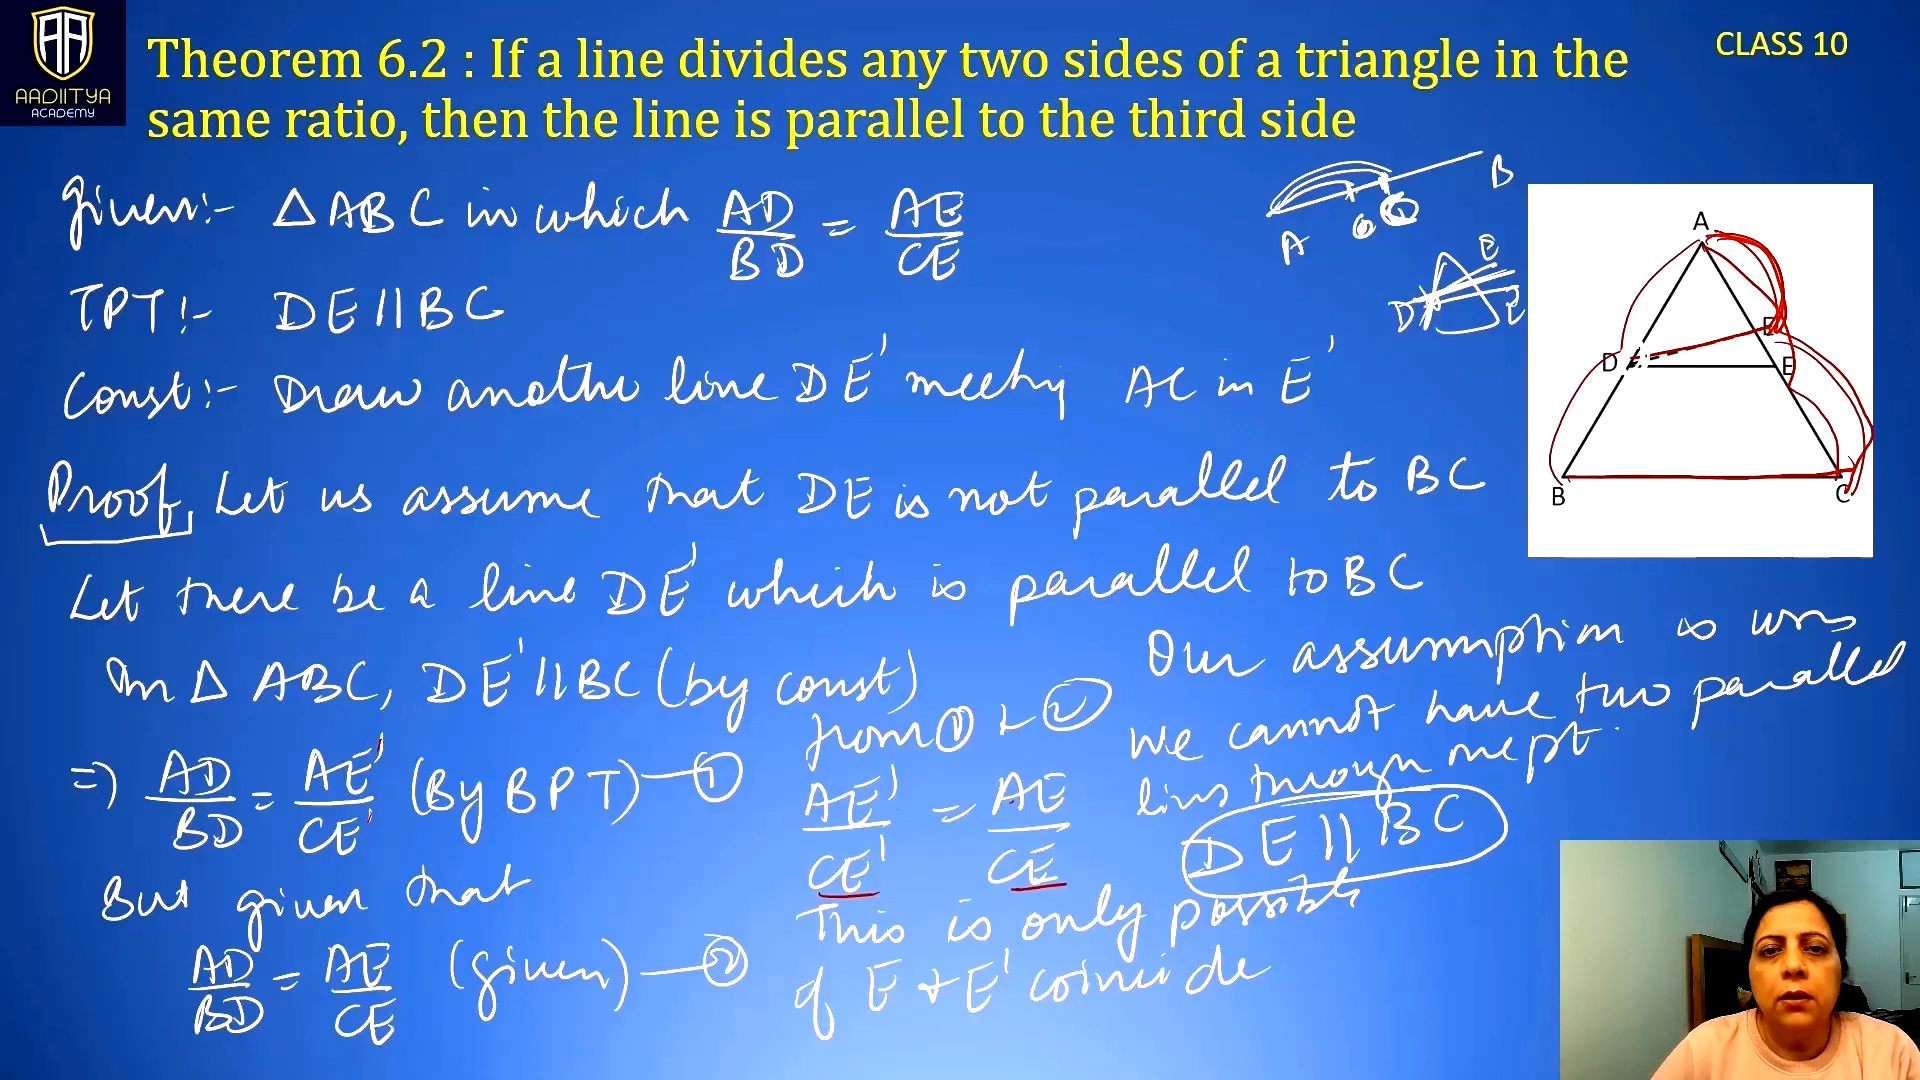 AADIITYA
ACADEMY
Theorem 6.2 : If a line divides any two sides of a triangle in the
same ratio, then the line is parallel to the third side
CLASS 10
Given:- △ABC in which AD/BD = AE/CE
TPT:- DE||BC
Const:- Draw another line DE' meeting AC in E'
Proof, Let us assume that DE is not parallel to BC
Let there be a line DE' which is parallel to BC
In △ ABC, DE'||BC (by const)
=) AD/BD = AE'/CE' (By BPT) — ①
But given that
AD/BD = AE/CE (given) — ②
from ① & ②
AE'/CE' = AE/CE
This is only possible
if E & E' coincide
Our assumption is
We cannot have two parallel
lines through one pt.
DE||BC
A
B
A
D
E
B
C
D
E